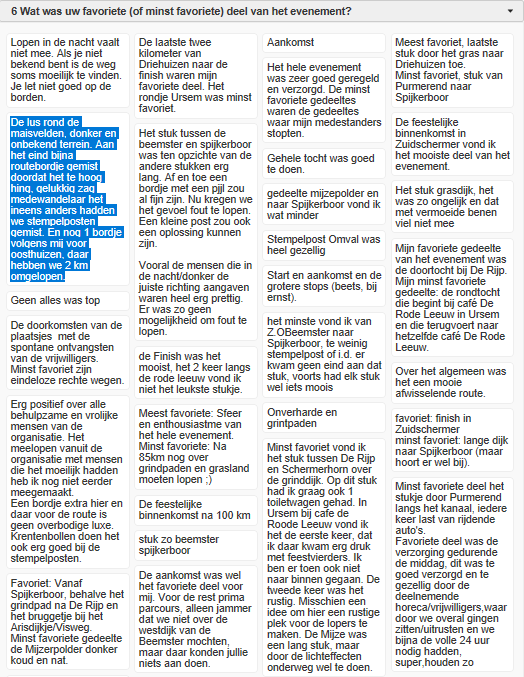 6 Wat was uw favoriete (of minst favoriete) deel van het evenement?
Lopen in de nacht vaalt
niet mee. Als je niet
bekend bent is de weg
soms moeilijk te vinden.
Je let niet goed op de
borden.
De lus rond de
maisvelden, donker en
onbekend terrein. Aan
het eind bijna
routebordje gemist
doordat het te hoog
hing, gelukkig zag
medewandelaar het
ineens anders hadden
we stempelposten
gemist. En nog 1 bordje
volgens mij voor
oosthuizen, daar
hebben we 2 km
omgelopen.
Geen alles was top
De doorkomsten van de
plaatsjes met de
spontane ontvangsten
van de vrijwilligers.
Minst favoriet zijn
eindeloze rechte wegen.
Erg positief over alle
behulpzame en vrolijke
mensen van de
organisatie. Het
meelopen vanuit de
organisatie met mensen
die het moeilijk hadden
heb ik nog niet eerder
meegemaakt.
Een bordje extra hier en
daar voor de route is
geen overbodige luxe.
Krentenbollen doen het
ook erg goed bij de
stempelposten.
Favoriet: Vanaf
Spijkerboor, behalve het
grindpad na De Rijp en
het bruggetje bij het
Arisdijkje/Visweg.
Minst favoriete gedeelte
de Mijzerpolder donker
koud en nat.
De laatste twee
kilometer van
Driehuizen naar de
finish waren mijn
favoriete deel. Het
rondje Ursem was minst
favoriet.
Het stuk tussen de
beemster en spijkerboor
was ten opzichte van de
andere stukken erg
lang. Af en toe een
bordje met een pjjl zou
al fijn zijn. Nu kregen we
het gevoel fout te lopen.
Een kleine post zou ook
een oplossing kunnen
zijn.
Vooral de mensen die in
de nacht/donker de
juiste richting aangaven
waren heel erg prettig.
Er was zo geen
mogelijkheid om fout te
lopen.
de Finish was het
mooist, het 2 keer langs
de rode leeuw vond ik
niet het leukste stukje.
Meest favoriete: Sfeer
en enthousiastme van
het hele evenement.
Minst favoriete: Na
85km nog over
grindpaden en grasland
moeten lopen ;)
De feestelijke
binnenkomst na 100 km
stuk zo beemster
spijkerboor
De aankomst was wel
het favoriete deel voor
mij. Voor de rest prima
parcours, alleen jammer
dat we niet over de
westdijk van de
Beemster mochten,
maar daar konden jullie
niets aan doen.
Aankomst
Het hele evenement
was zeer goed geregeld
en verzorgd. De minst
favoriete gedeeltes
waren de gedeeltes
waar mijn medestanders
stopten.
Gehele tocht was goed
te doen.
gedeelte mijzepolder en
naar Spijkerboor vond ik
wat minder
Stempelpost Omval was
heel gezellig
Start en aankomst en de
grotere stops (beets, bij
ernst).
het minste vond ik van
Z.OBeemster naar
Spijkerboor, te weinig
stempelpost of i.d. er
kwam geen eind aan dat
stuk, voorts had elk stuk
wel iets moois
Onverharde en
grintpaden
Minst favoriet vond ik
het stuk tussen De Rijp
en Schermerhorn over
de grinddijk. Op dit stuk
had ik graag ook 1
toiletwagen gehad. In
Ursem bij cafe de
Roode Leeuw vond ik
het de eerste keer, dat
ik daar kwam erg druk
met feestvierders. Ik
ben er toen ook niet
naar binnen gegaan. De
tweede keer was het
rustig. Misschien een
idee om hier een rustige
plek voor de lopers te
maken. De Mijze was
een lang stuk, maar
door de lichteffecten
onderweg wel te doen.
Meest favoriet, laatste
stuk door het gras naar
Driehuizen toe.
Minst favoriet, stuk van
Purmerend naar
Spijkerboor
De feestelijke
binnenkomst in
Zuidschermer vond ik
het mooiste deel van het
evenement.
Het stuk grasdijk, het
was zo ongelijk en dat
met vermoeide benen
viel niet mee
Mijn favoriete gedeelte
van het evenement was
de doortocht bij De Rijp.
Mijn minst favoriete
gedeelte: de rondtocht
die begint bij café De
Rode Leeuw in Ursem
en die terugvoert naar
hetzelfde café De Rode
Leeuw.
Over het algemeen was
het een mooie
afwisselende route.
favoriet: finish in
Zuidschermer
minst favoriet: lange dijk
naar Spijkerboor (maar
hoort er wel bij).
Minst favoriete deel het
stukje door Purmerend
langs het kanaal, iedere
keer last van rijdende
auto's.
Favoriete deel was de
verzorging gedurende
de middag, dit was te
goed verzorgd en te
gezellig door de
deelnemende
horeca/vrijwilligers,waar
door we overal gingen
zitten/uitrusten en we
bijna de volle 24 uur
nodig hadden,
super,houden zo